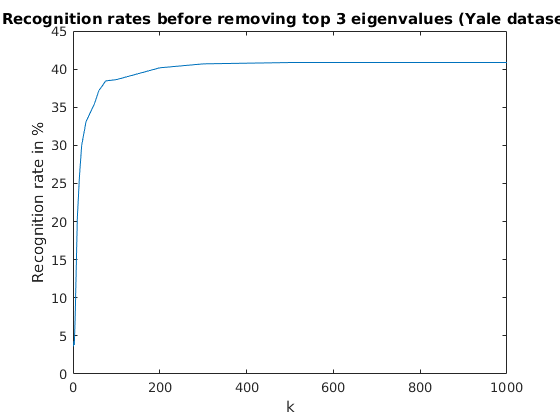 Recognition rates before removing top 3 eigenvalues (Yale datase
45
40
35
30
25
20
15
10
5
0
Recognition rate in %
0 200 400 600 800 1000
k